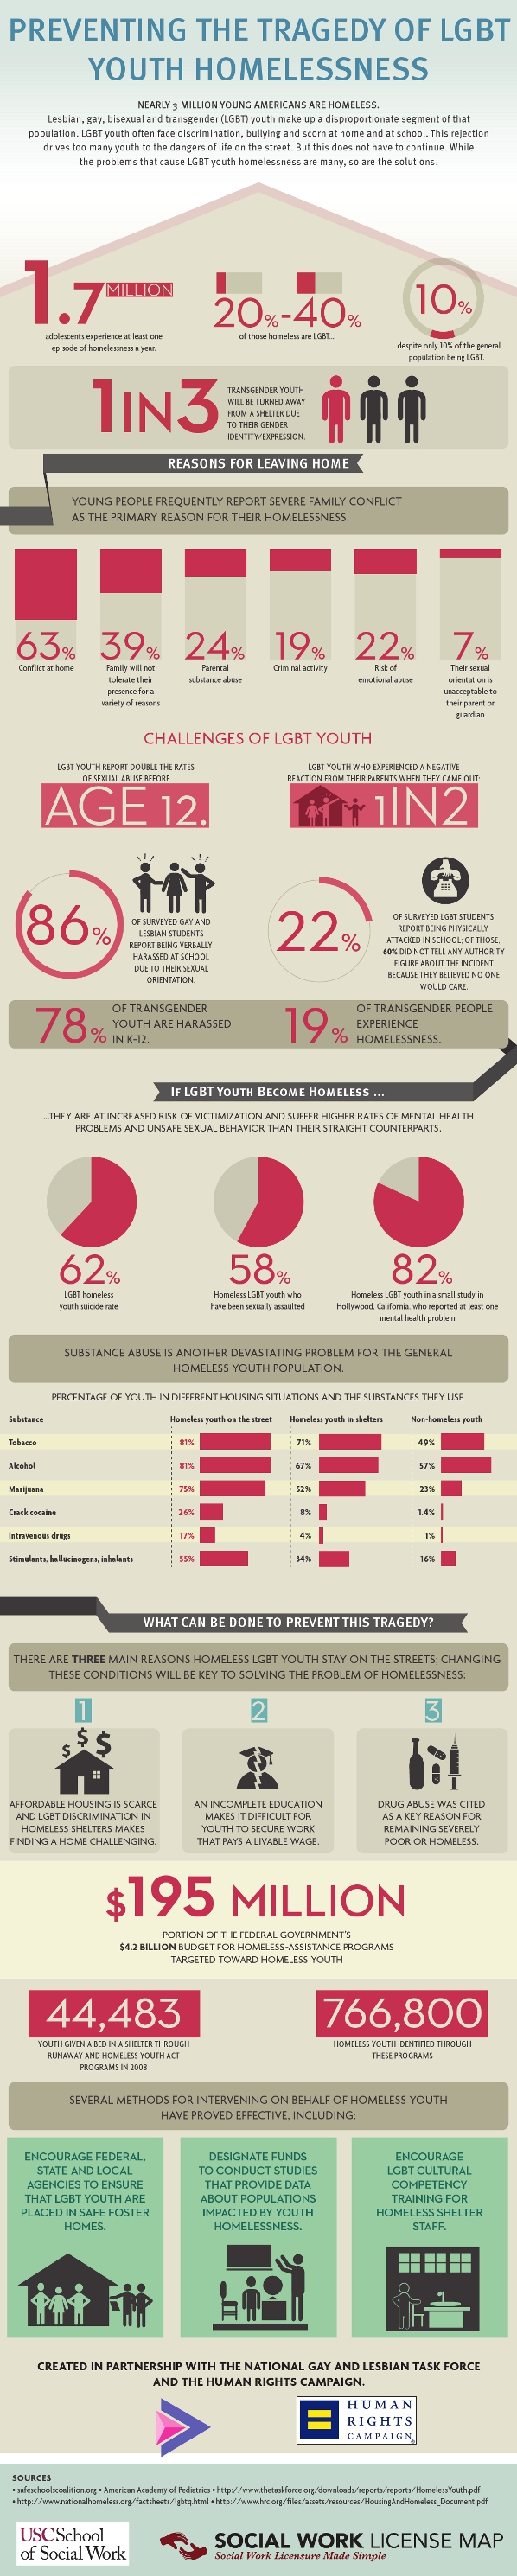 PREVENTING THE TRAGEDY OF LGBT
YOUTH HOMELESSNESS
NEARLY 3 MILLION YOUNG AMERICANS ARE HOMELESS.
Lesbian, gay, bisexual and transgender (LGBT) youth make up a disproportionate segment of that
population. LGBT youth often face discrimination, bullying and scorn at home and at school. This rejection
drives too many youth to the dangers of life on the street. But this does not have to continue. While
the problems that cause LGBT youth homelessness are many, so are the solutions.
1.7 MILLION
adolescents experience at least one
episode of homelessness a year.
20%-40%
of those homeless are LGBT...
10%
...despite only 10% of the general
population being LGBT.
1 IN 3
TRANSGENDER YOUTH
WILL BE TURNED AWAY
FROM A SHELTER DUE
TO THEIR GENDER
IDENTITY/EXPRESSION.
REASONS FOR LEAVING HOME
YOUNG PEOPLE FREQUENTLY REPORT SEVERE FAMILY CONFLICT
AS THE PRIMARY REASON FOR THEIR HOMELESSNESS.
63%
Conflict at home
39%
Family will not
tolerate their
presence for a
variety of reasons
24%
Parental
substance abuse
19%
Criminal activity
22%
Risk of
emotional abuse
7%
Their sexual
orientation is
unacceptable to
their parent or
guardian
CHALLENGES OF LGBT YOUTH
LGBT YOUTH REPORT DOUBLE THE RATES
OF SEXUAL ABUSE BEFORE
AGE 12.
LGBT YOUTH WHO EXPERIENCED A NEGATIVE
REACTION FROM THEIR PARENTS WHEN THEY CAME OUT:
1IN2
86%
OF SURVEYED GAY AND
LESBIAN STUDENTS
REPORT BEING VERBALLY
HARASSED AT SCHOOL
DUE TO THEIR SEXUAL
ORIENTATION.
22%
OF SURVEYED LGBT STUDENTS
REPORT BEING PHYSICALLY
ATTACKED IN SCHOOL; OF THOSE,
60% DID NOT TELL ANY AUTHORITY
FIGURE ABOUT THE INCIDENT
BECAUSE THEY BELIEVED NO ONE
WOULD CARE.
78%
OF TRANSGENDER
YOUTH ARE HARASSED
IN K-12.
19%
OF TRANSGENDER PEOPLE
EXPERIENCE
HOMELESSNESS.
IF LGBT YOUTH BECOME HOMELESS ...
...THEY ARE AT INCREASED RISK OF VICTIMIZATION AND SUFFER HIGHER RATES OF MENTAL HEALTH
PROBLEMS AND UNSAFE SEXUAL BEHAVIOR THAN THEIR STRAIGHT COUNTERPARTS.
62%
LGBT homeless
youth suicide rate
58%
Homeless LGBT youth who
have been sexually assaulted
82%
Homeless LGBT youth in a small study in
Hollywood, California, who reported at least one
mental health problem
SUBSTANCE ABUSE IS ANOTHER DEVASTATING PROBLEM FOR THE GENERAL
HOMELESS YOUTH POPULATION.
PERCENTAGE OF YOUTH IN DIFFERENT HOUSING SITUATIONS AND THE SUBSTANCES THEY USE
Substance Homeless youth on the street Homeless youth in shelters Non-homeless youth
Tobacco 81% 71% 49%
Alcohol 81% 67% 57%
Marijuana 75% 52% 23%
Crack cocaine 26% 8% 1.4%
Intravenous drugs 17% 4% 1%
Stimulants, hallucinogens, inhalants 55% 34% 16%
WHAT CAN BE DONE TO PREVENT THIS TRAGEDY?
THERE ARE THREE MAIN REASONS HOMELESS LGBT YOUTH STAY ON THE STREETS; CHANGING
THESE CONDITIONS WILL BE KEY TO SOLVING THE PROBLEM OF HOMELESSNESS:
1
$ $ $
AFFORDABLE HOUSING IS SCARCE
AND LGBT DISCRIMINATION IN
HOMELESS SHELTERS MAKES
FINDING A HOME CHALLENGING.
2
AN INCOMPLETE EDUCATION
MAKES IT DIFFICULT FOR
YOUTH TO SECURE WORK
THAT PAYS A LIVABLE WAGE.
3
DRUG ABUSE WAS CITED
AS A KEY REASON FOR
REMAINING SEVERELY
POOR OR HOMELESS.
$195 MILLION
PORTION OF THE FEDERAL GOVERNMENT'S
$4.2 BILLION BUDGET FOR HOMELESS-ASSISTANCE PROGRAMS
TARGETED TOWARD HOMELESS YOUTH
44,483
YOUTH GIVEN A BED IN A SHELTER THROUGH
RUNAWAY AND HOMELESS YOUTH ACT
PROGRAMS IN 2008
766,800
HOMELESS YOUTH IDENTIFIED THROUGH
THESE PROGRAMS
SEVERAL METHODS FOR INTERVENING ON BEHALF OF HOMELESS YOUTH
HAVE PROVED EFFECTIVE, INCLUDING:
ENCOURAGE FEDERAL,
STATE AND LOCAL
AGENCIES TO ENSURE
THAT LGBT YOUTH ARE
PLACED IN SAFE FOSTER
HOMES.
DESIGNATE FUNDS
TO CONDUCT STUDIES
THAT PROVIDE DATA
ABOUT POPULATIONS
IMPACTED BY YOUTH
HOMELESSNESS.
ENCOURAGE
LGBT CULTURAL
COMPETENCY
TRAINING FOR
HOMELESS SHELTER
STAFF.
CREATED IN PARTNERSHIP WITH THE NATIONAL GAY AND LESBIAN TASK FORCE
AND THE HUMAN RIGHTS CAMPAIGN.
HUMAN
RIGHTS
CAMPAIGN®
SOURCES
• safeschoolscoalition.org • American Academy of Pediatrics • http://www.thetaskforce.org/downloads/reports/reports/HomelessYouth.pdf
• http://www.nationalhomeless.org/factsheets/lgbtq.html • http://www.hrc.org/files/assets/resources/HousingAndHomeless_Document.pdf
USC School
of Social Work
SOCIAL WORK LICENSE MAP
Social Work Licensure Made Simple